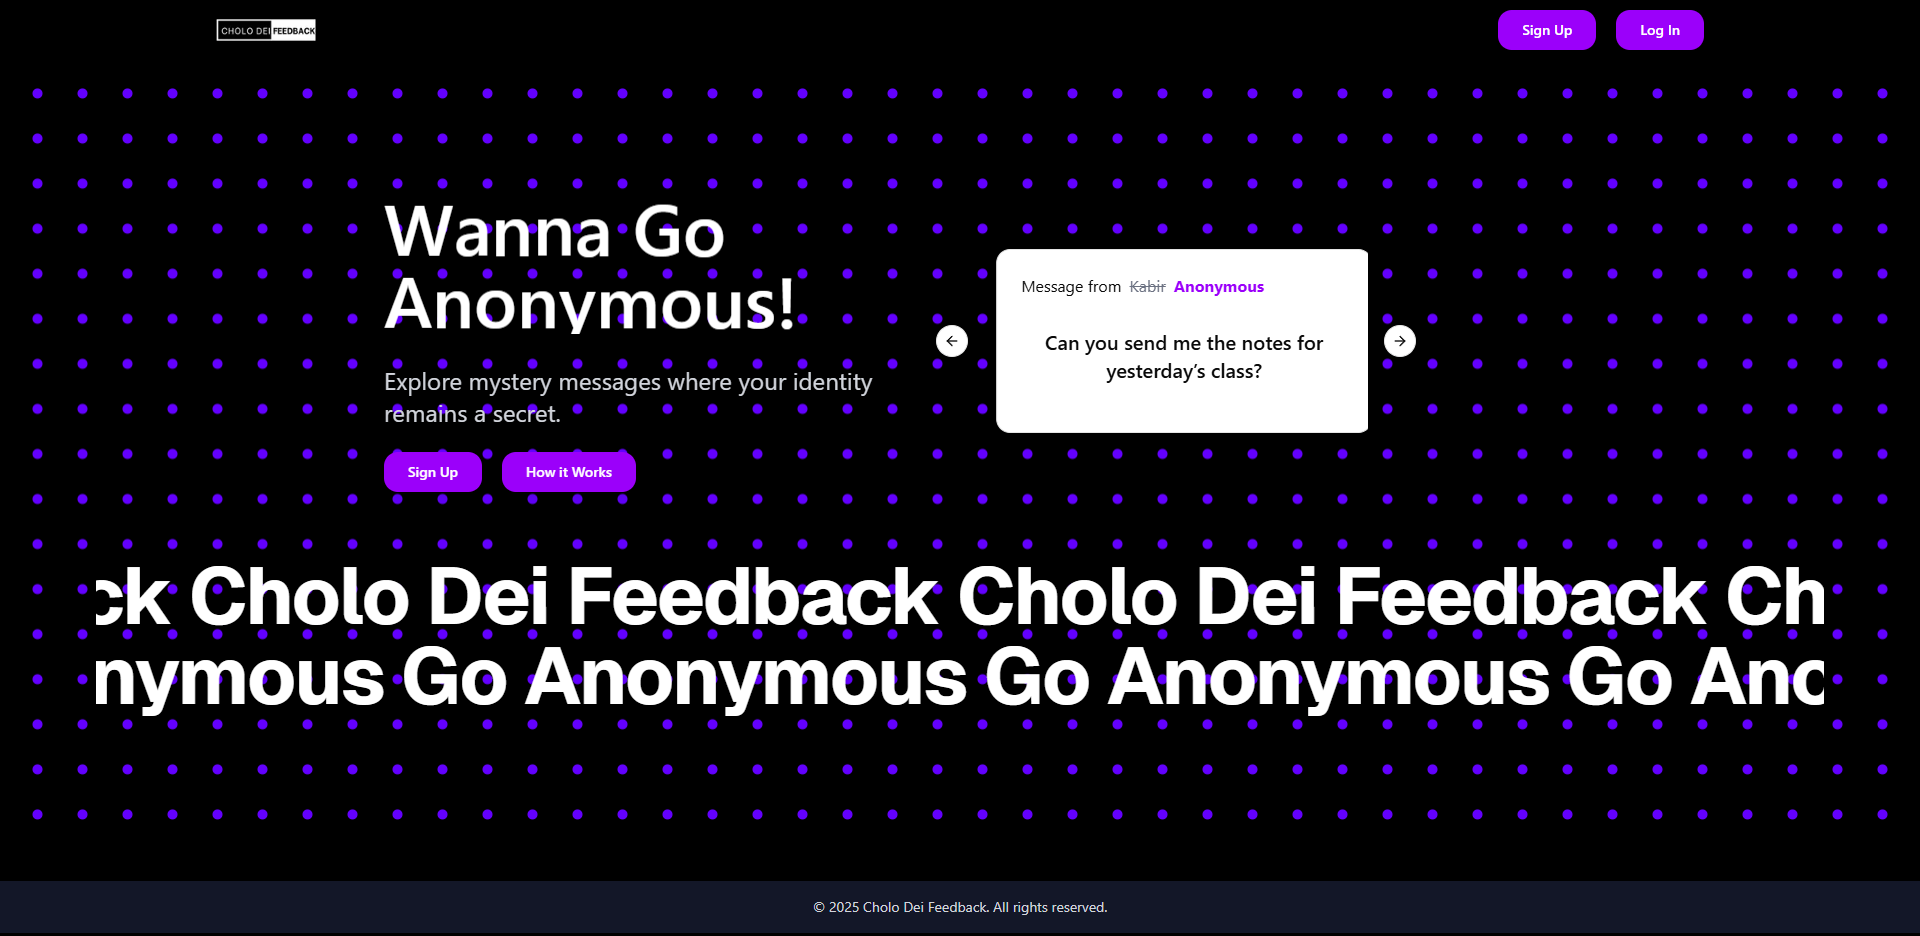 CHOLO DEI FEEDBACK
Sign Up
Log In
Wanna Go
Anonymous!
Explore mystery messages where your identity
remains a secret.
Sign Up
How it Works
Message from Kabir Anonymous
Can you send me the notes for
yesterday's class?
ck Cholo Dei Feedback Cholo Dei Feedback Ch
nymous Go Anonymous Go Anonymous Go Ano
© 2025 Cholo Dei Feedback. All rights reserved.